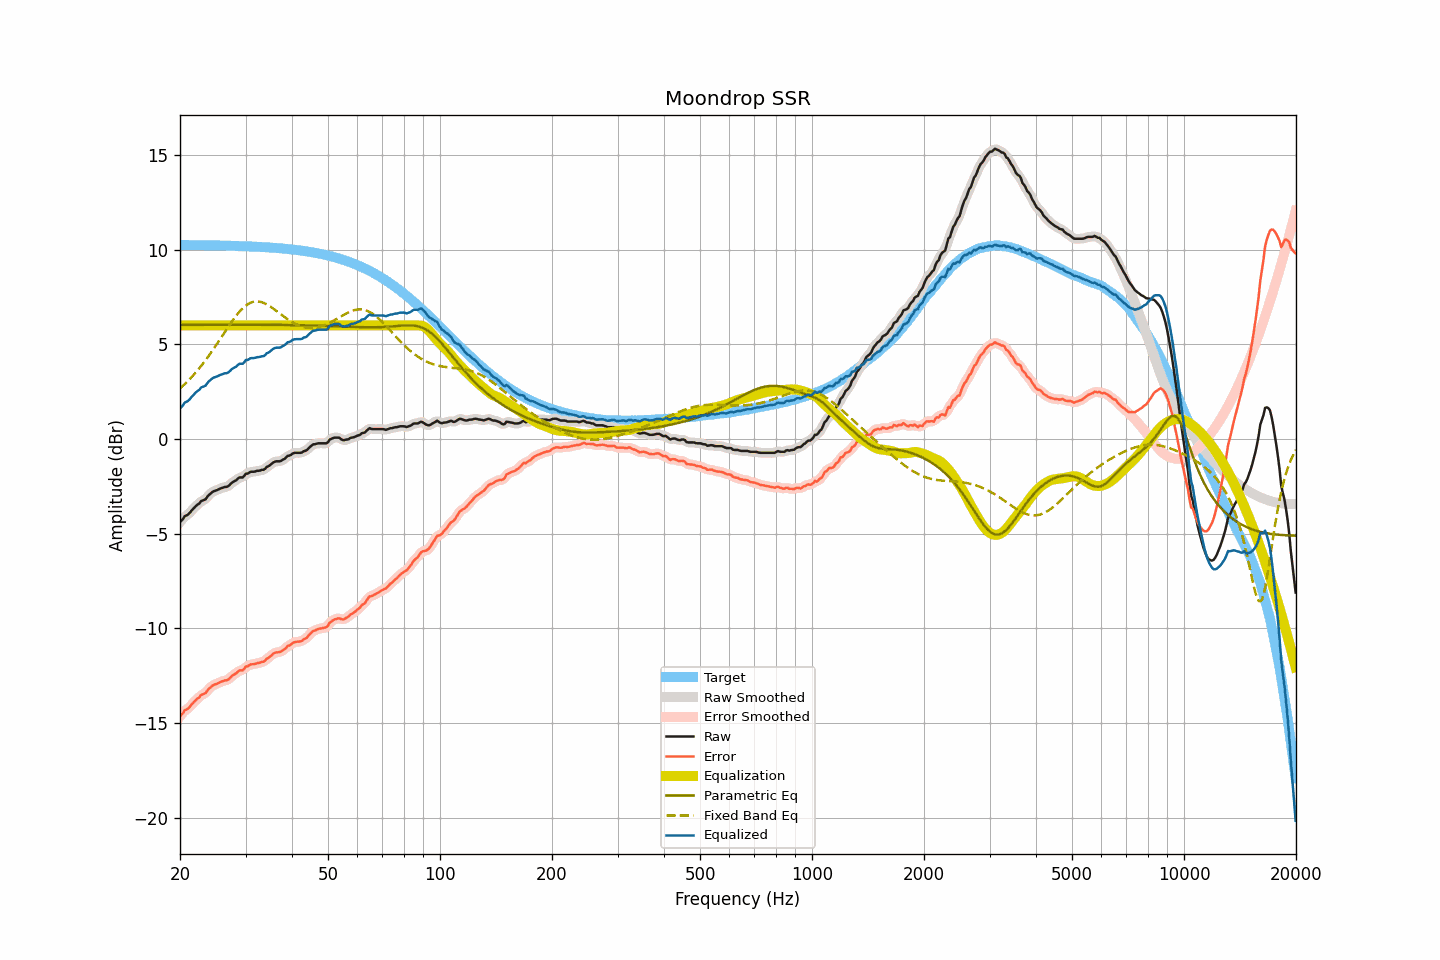 Moondrop SSR
Amplitude (dBr)
15
10
5
0
−5
−10
−15
−20
Target
Raw Smoothed
Error Smoothed
Raw
Error
Equalization
Parametric Eq
Fixed Band Eq
Equalized
20 50 100 200 500 1000 2000 5000 10000 20000
Frequency (Hz)